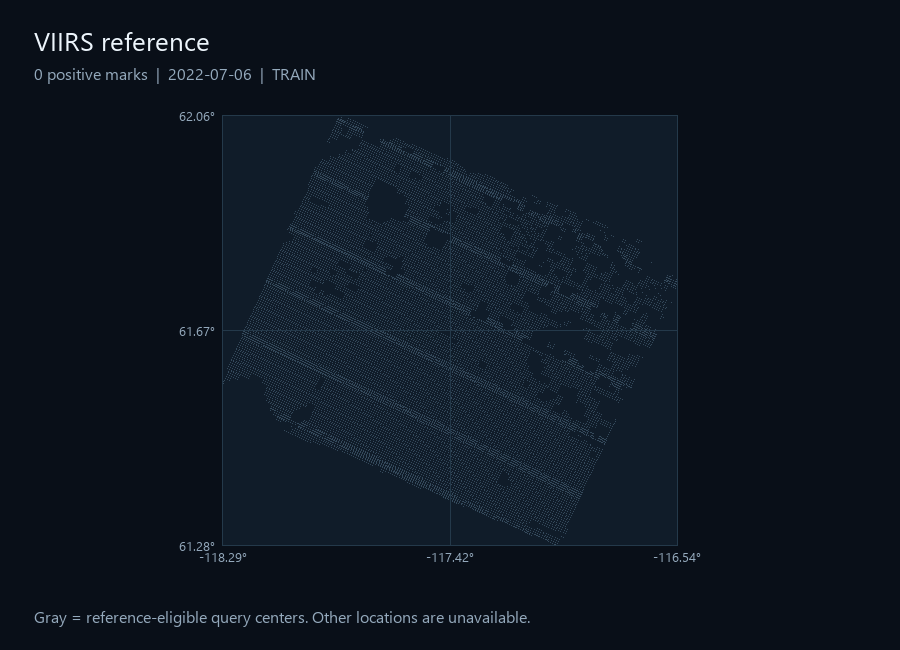 VIIRS reference
0 positive marks | 2022-07-06 | TRAIN
62.06°
61.67°
61.28°
-118.29° -117.42° -116.54°
Gray = reference-eligible query centers. Other locations are unavailable.